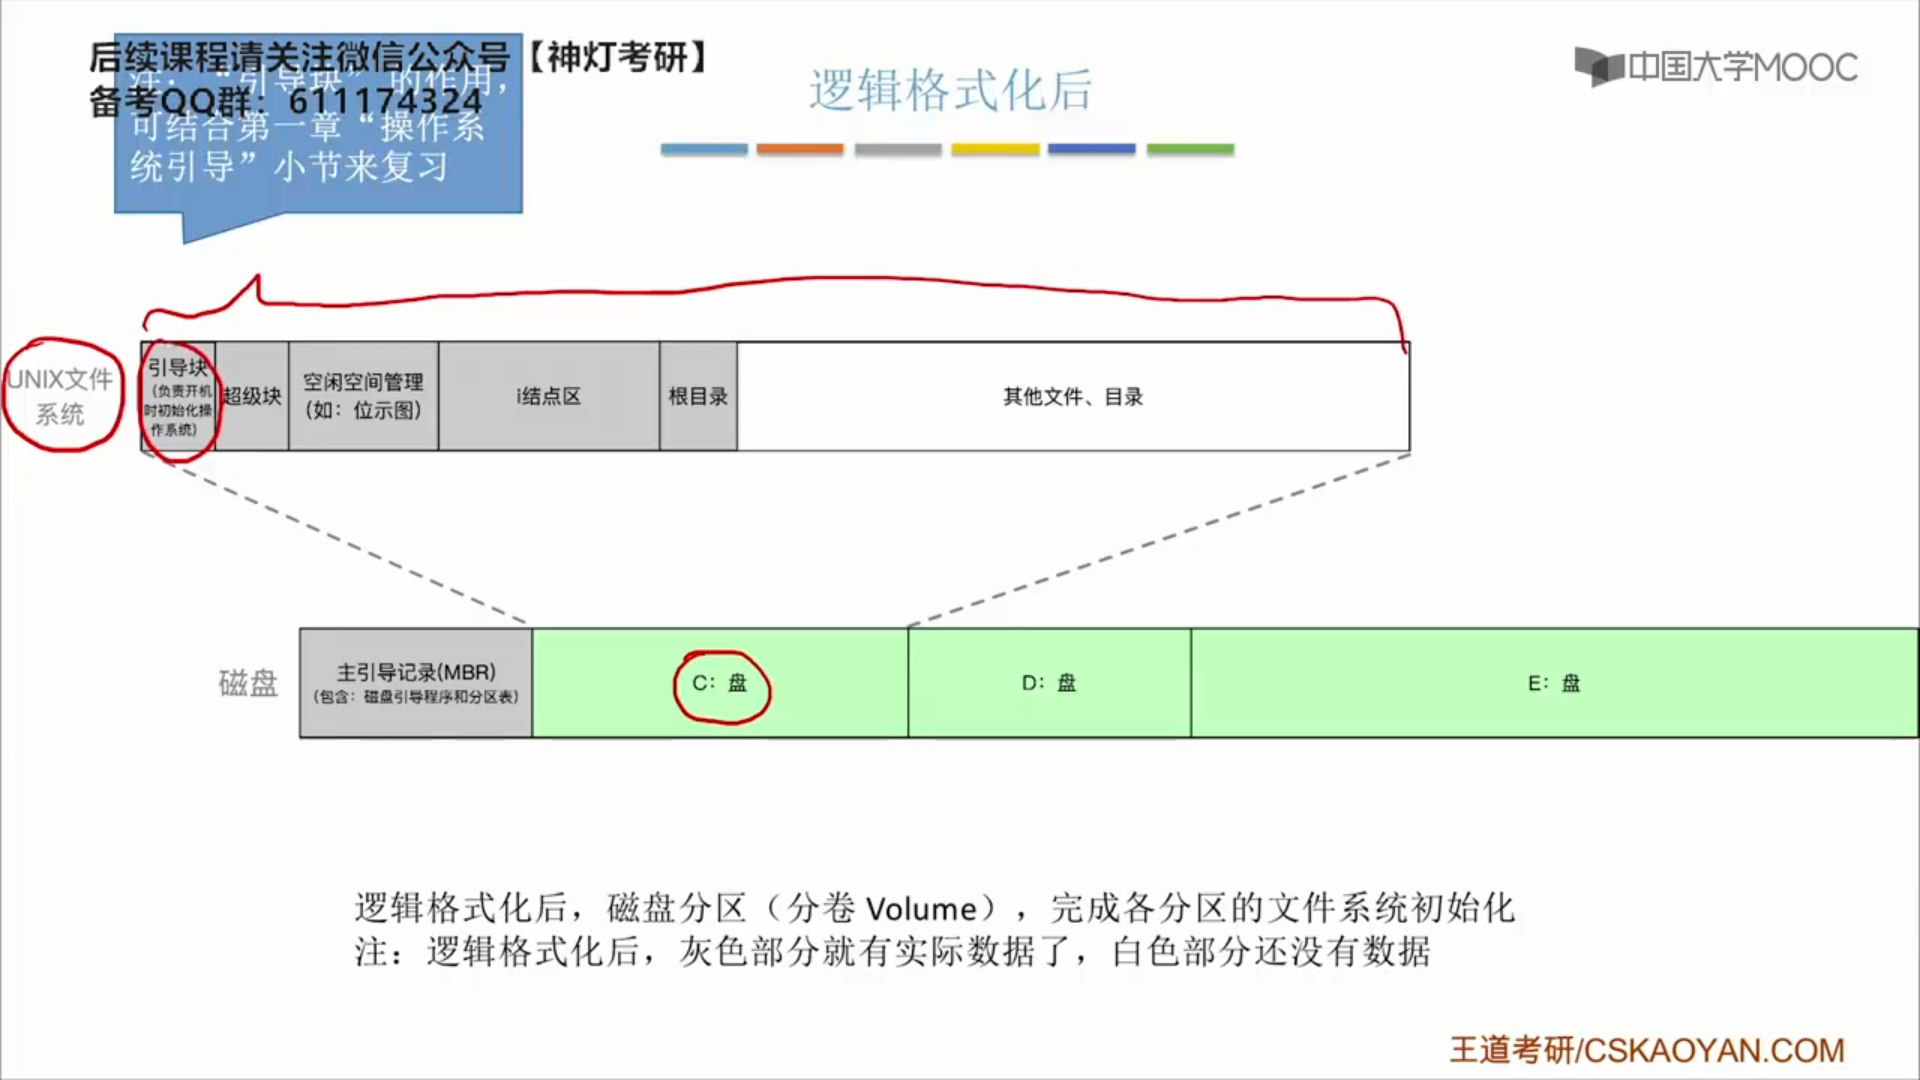 后续课程请关注微信公众号【神灯考研】
备考QQ群：611174324
注：“引导块”的作用，
可结合第一章“操作系
统引导”小节来复习
逻辑格式化后
中国大学MOOC
UNIX文件
系统
引导块
（负责开机
时初始化操
作系统）
超级块
空闲空间管理
（如：位示图）
i结点区
根目录
其他文件、目录
磁盘
主引导记录(MBR)
（包含：磁盘引导程序和分区表）
C：盘
D：盘
E：盘
逻辑格式化后，磁盘分区（分卷 Volume），完成各分区的文件系统初始化
注：逻辑格式化后，灰色部分就有实际数据了，白色部分还没有数据
王道考研/CSKAOYAN.COM